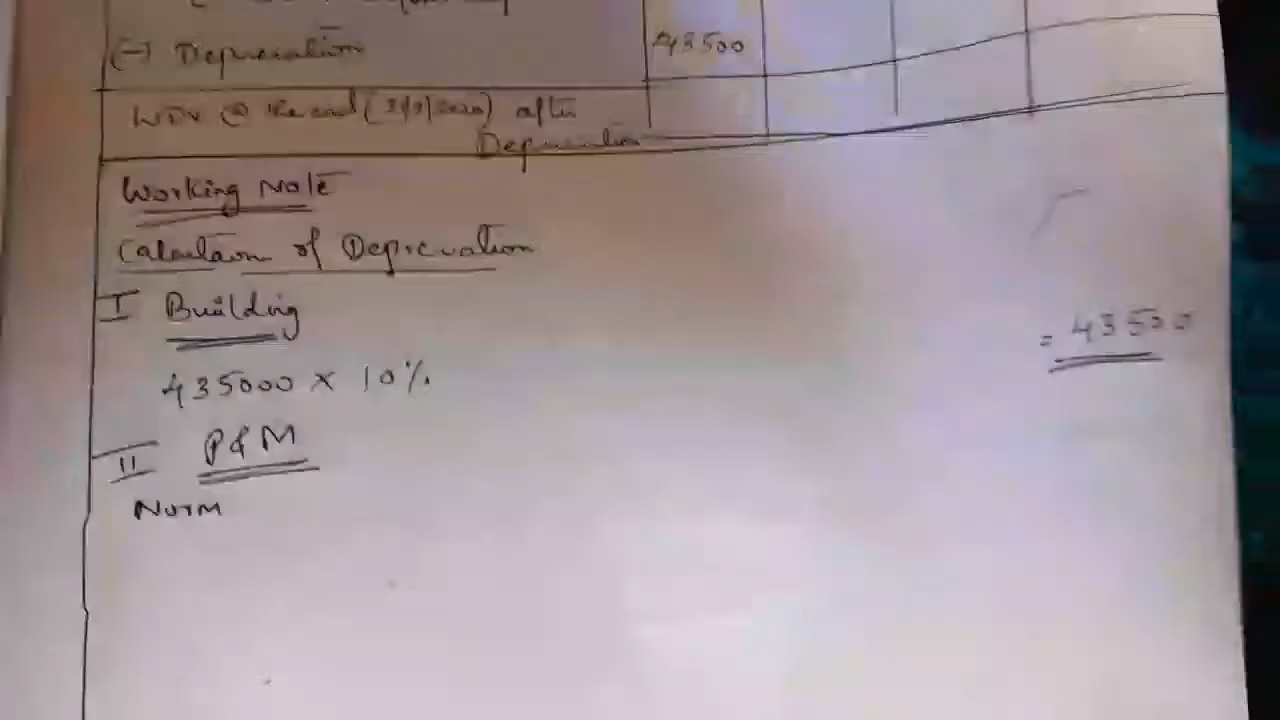 (-) Depreciation 43500
WDV @ the end (31/3/2020) after
Depreciation
Working Note
Calculation of Depreciation
I Building
435000 x 10% = 43500
II P&M
Norm